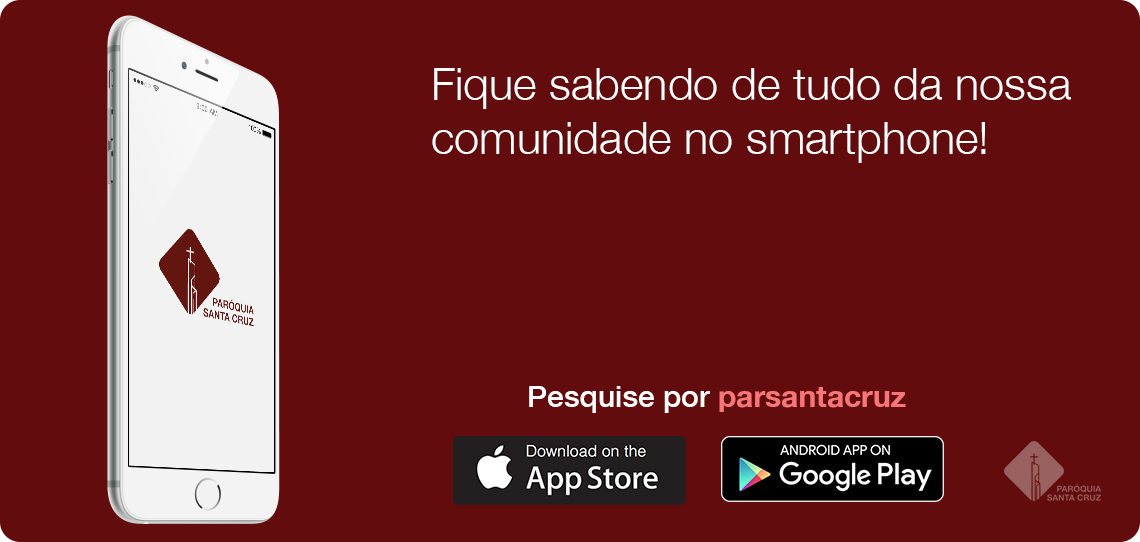 Fique sabendo de tudo da nossa
comunidade no smartphone!
9:00 AM
100%
PARÓQUIA
SANTA CRUZ
Pesquise por parsantacruz
Download on the
App Store
ANDROID APP ON
Google Play
PARÓQUIA
SANTA CRUZ